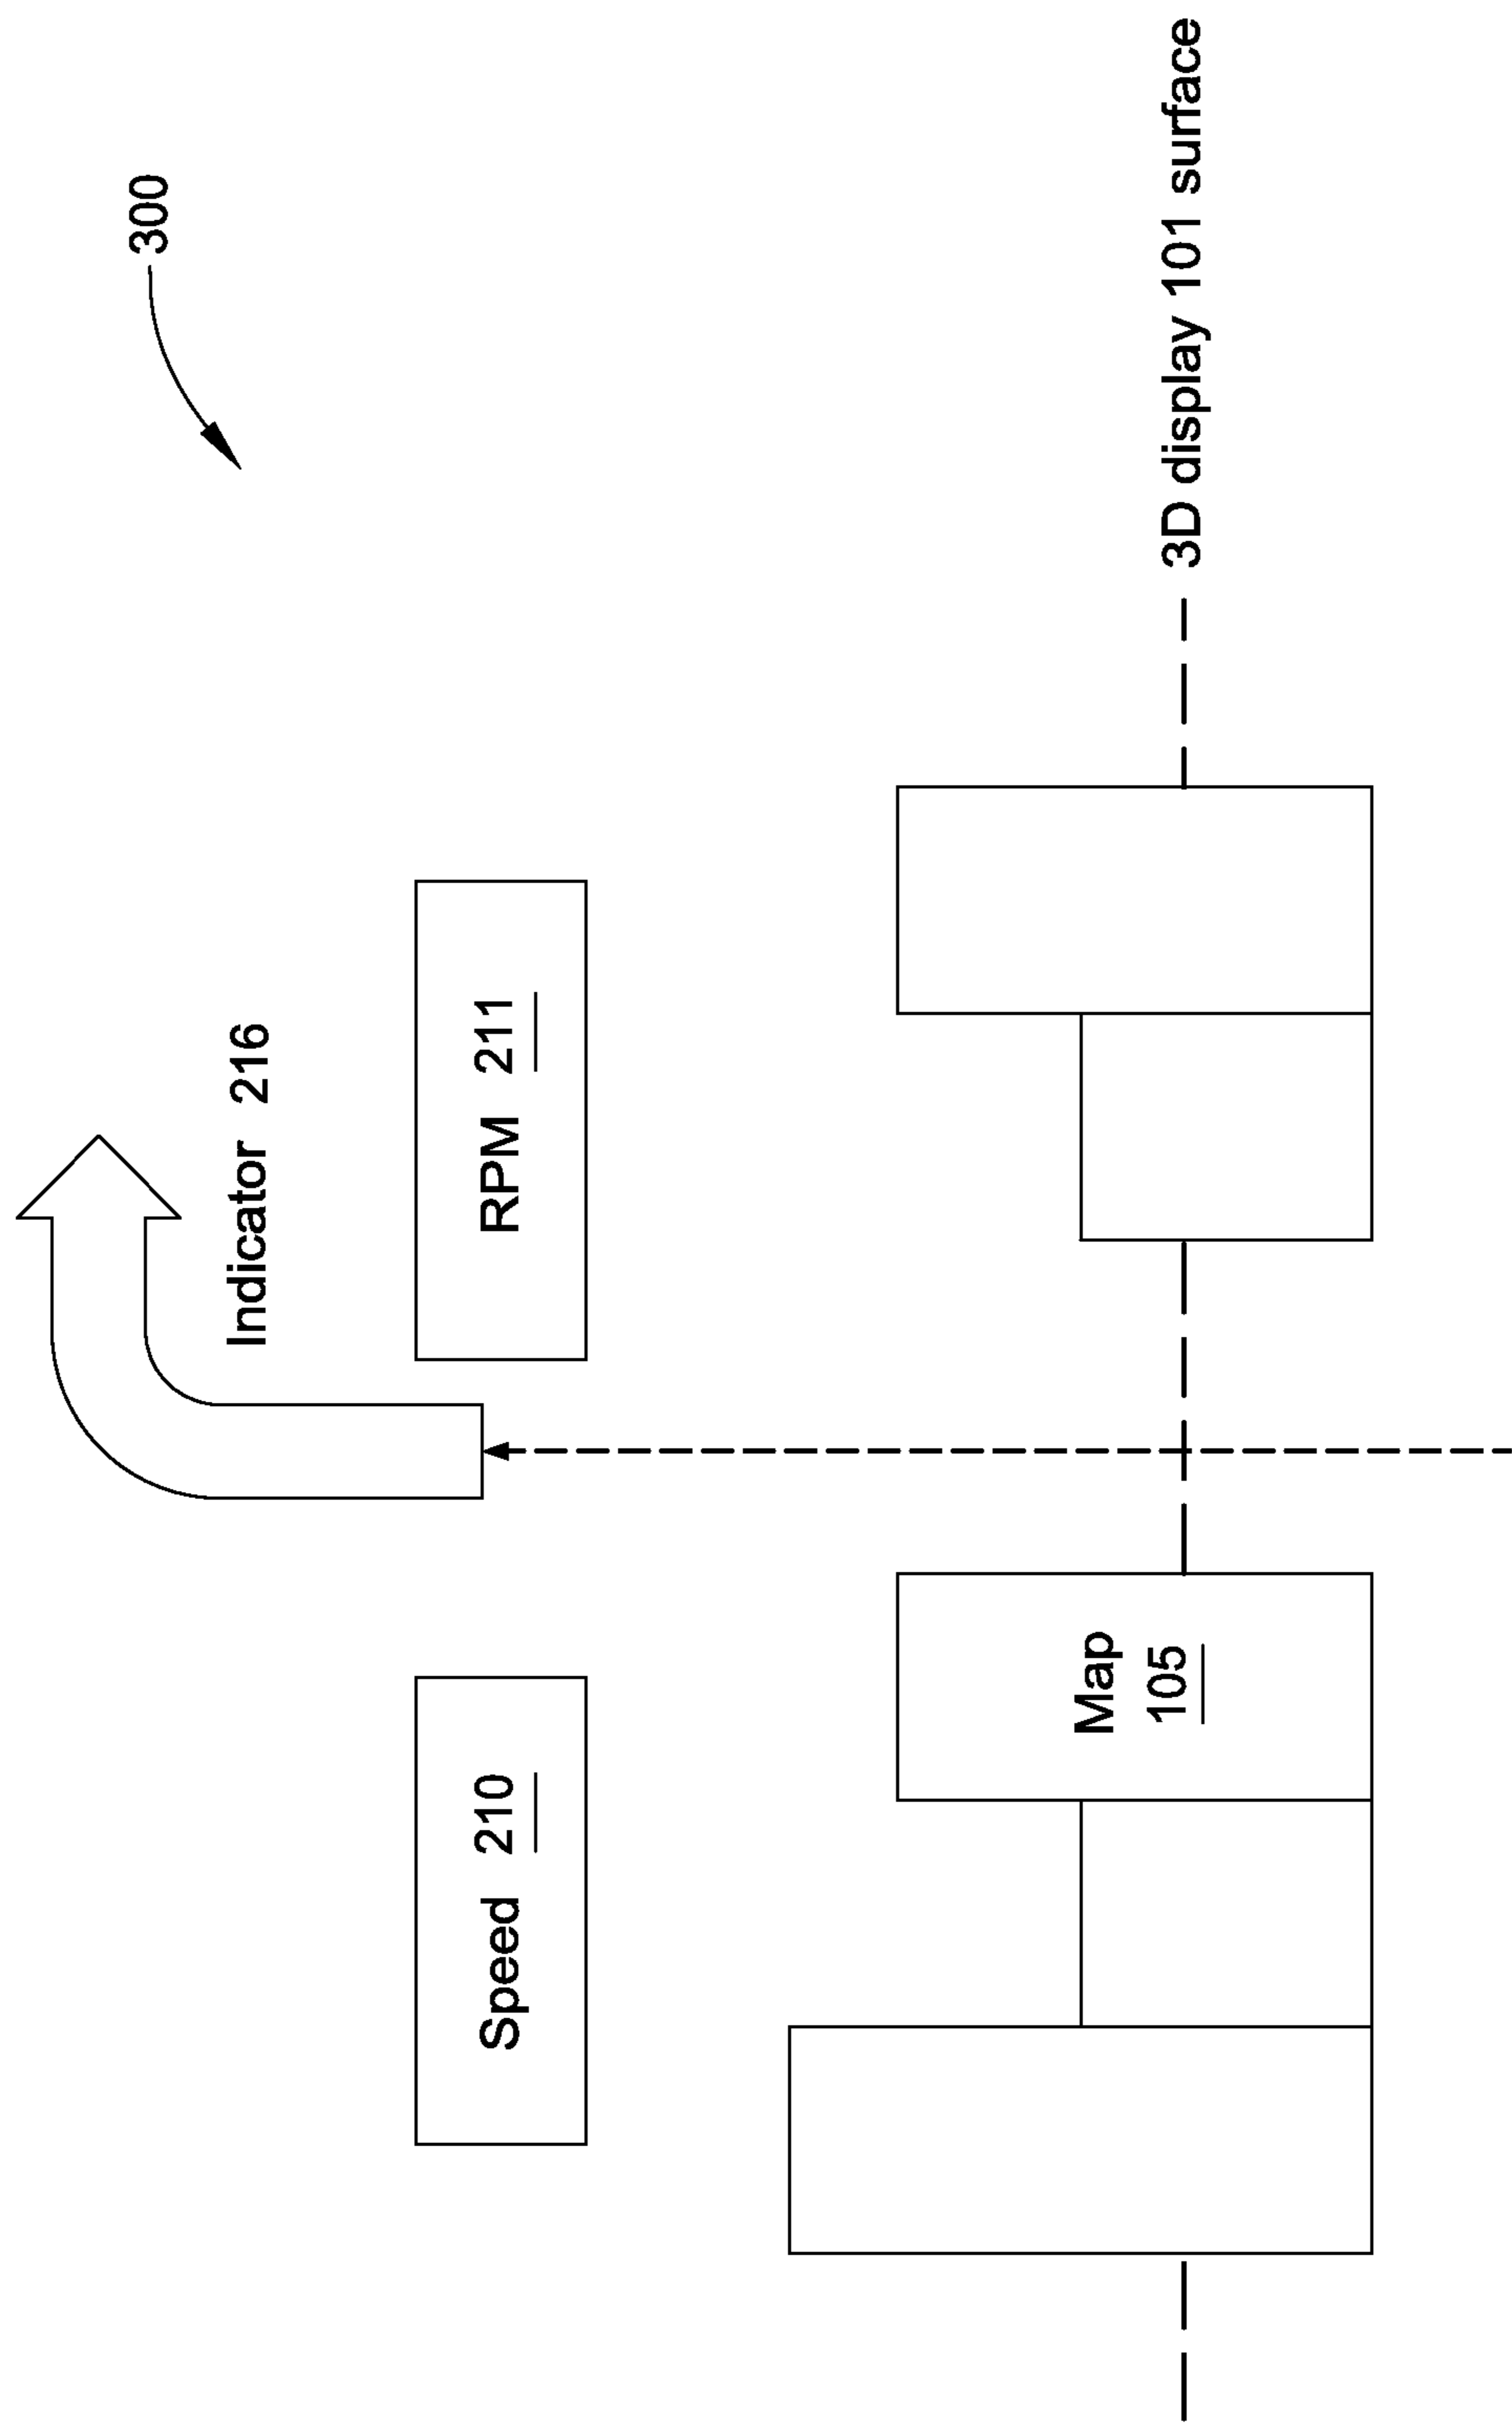 300
Indicator 216
Speed 210
RPM 211
Map
105
3D display 101 surface